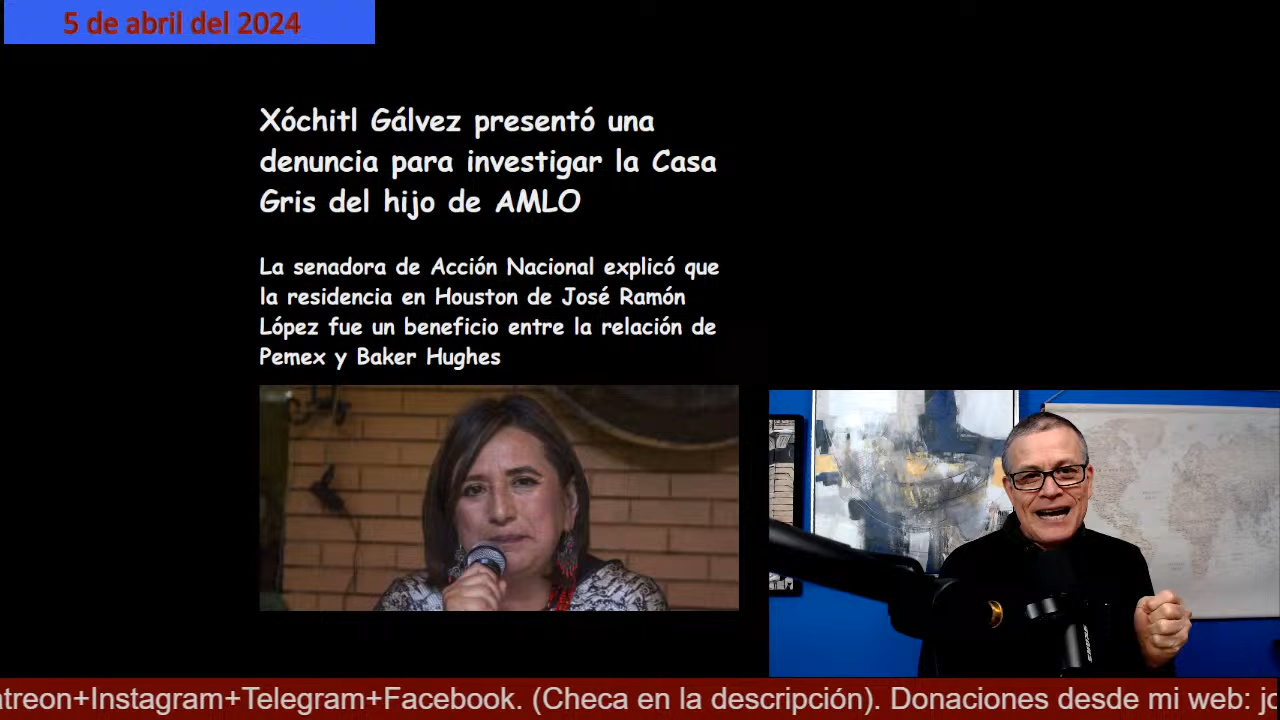 5 de abril del 2024
Xóchitl Gálvez presentó una
denuncia para investigar la Casa
Gris del hijo de AMLO
La senadora de Acción Nacional explicó que
la residencia en Houston de José Ramón
López fue un beneficio entre la relación de
Pemex y Baker Hughes
+Instagram+Telegram+Facebook. (Checa en la descripción). Donaciones desde mi web: